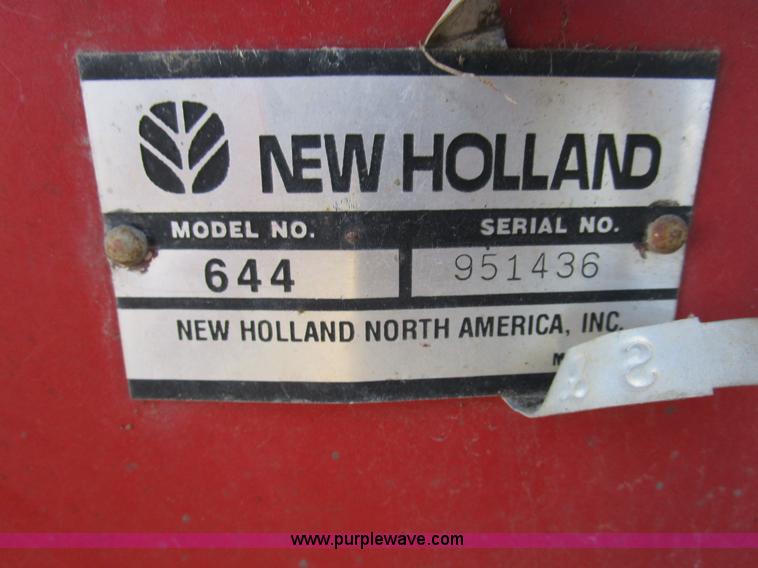 NEW HOLLAND
MODEL NO. SERIAL NO.
644 951436
NEW HOLLAND NORTH AMERICA, INC.
www.purplewave.com